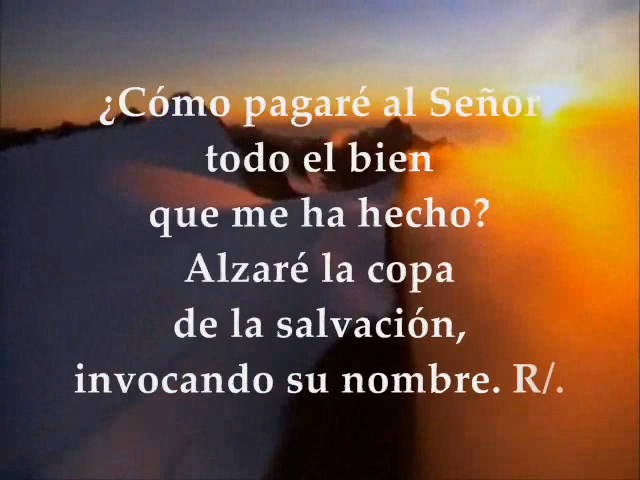 ¿Cómo pagaré al Señor
todo el bien
que me ha hecho?
Alzaré la copa
de la salvación,
invocando su nombre. R/.